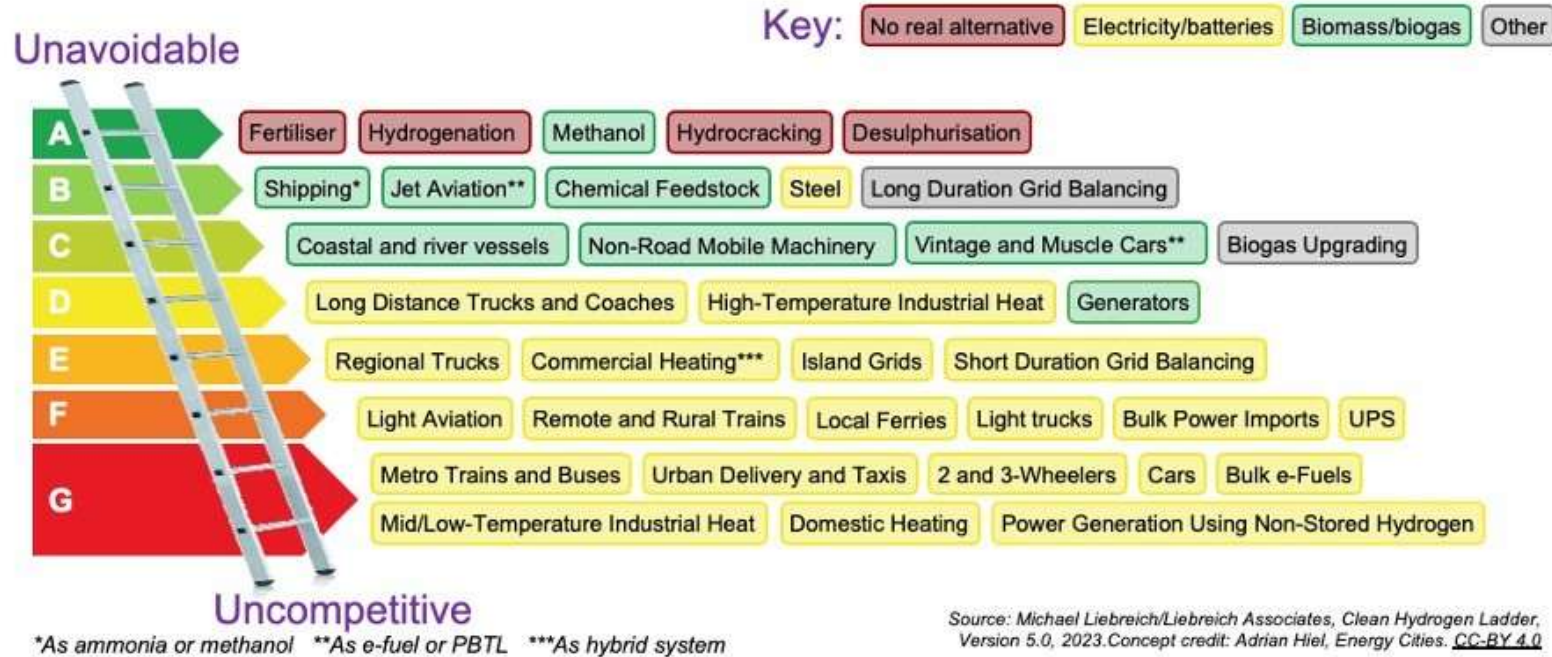 Key: No real alternative Electricity/batteries Biomass/biogas Other
Unavoidable
A Fertiliser Hydrogenation Methanol Hydrocracking Desulphurisation
B Shipping* Jet Aviation** Chemical Feedstock Steel Long Duration Grid Balancing
C Coastal and river vessels Non-Road Mobile Machinery Vintage and Muscle Cars** Biogas Upgrading
D Long Distance Trucks and Coaches High-Temperature Industrial Heat Generators
E Regional Trucks Commercial Heating*** Island Grids Short Duration Grid Balancing
F Light Aviation Remote and Rural Trains Local Ferries Light trucks Bulk Power Imports UPS
G Metro Trains and Buses Urban Delivery and Taxis 2 and 3-Wheelers Cars Bulk e-Fuels
Mid/Low-Temperature Industrial Heat Domestic Heating Power Generation Using Non-Stored Hydrogen
Uncompetitive
*As ammonia or methanol **As e-fuel or PBTL ***As hybrid system
Source: Michael Liebreich/Liebreich Associates, Clean Hydrogen Ladder,
Version 5.0, 2023.Concept credit: Adrian Hiel, Energy Cities. CC-BY 4.0